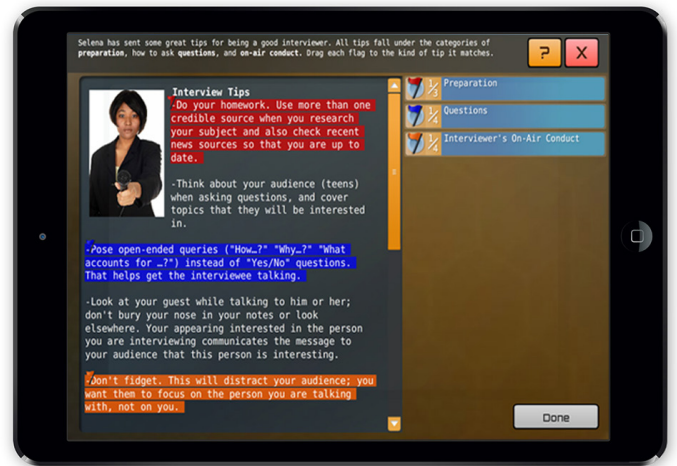 Selena has sent some great tips for being a good interviewer. All tips fall under the categories of
preparation, how to ask questions, and on-air conduct. Drag each flag to the kind of tip it matches.
?
X
Interview Tips
-Do your homework. Use more than one
credible source when you research
your subject and also check recent
news sources so that you are up to
date.
-Think about your audience (teens)
when asking questions, and cover
topics that they will be interested
in.
-Pose open-ended queries ("How…?" "Why…?" "What
accounts for …?") instead of "Yes/No" questions.
That helps get the interviewee talking.
-Look at your guest while talking to him or her;
don't bury your nose in your notes or look
elsewhere. Your appearing interested in the person
you are interviewing communicates the message to
your audience that this person is interesting.
-Don't fidget. This will distract your audience; you
want them to focus on the person you are talking
with, not on you.
1/3 Preparation
1/4 Questions
1/4 Interviewer's On-Air Conduct
Done